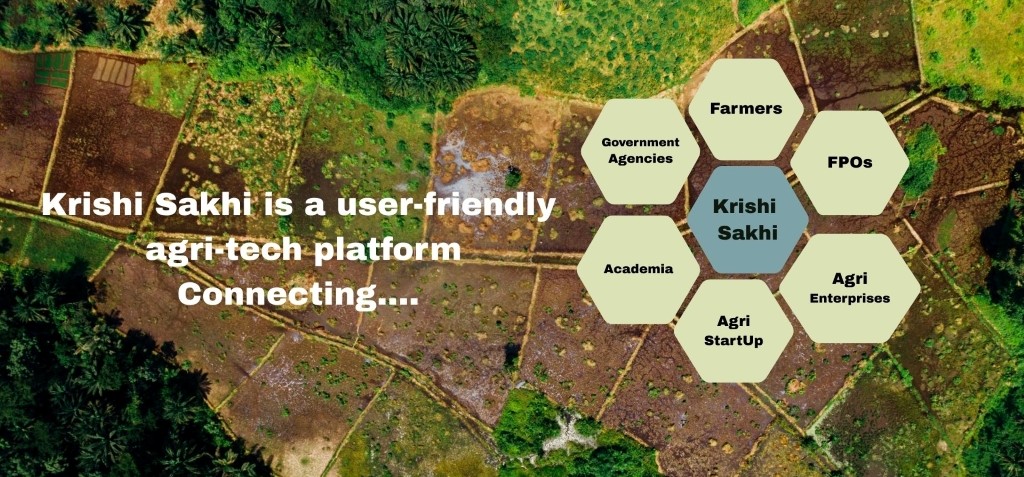 Krishi Sakhi is a user-friendly
agri-tech platform
Connecting....
Farmers
Government
Agencies
FPOs
Krishi
Sakhi
Academia
Agri
Enterprises
Agri
StartUp